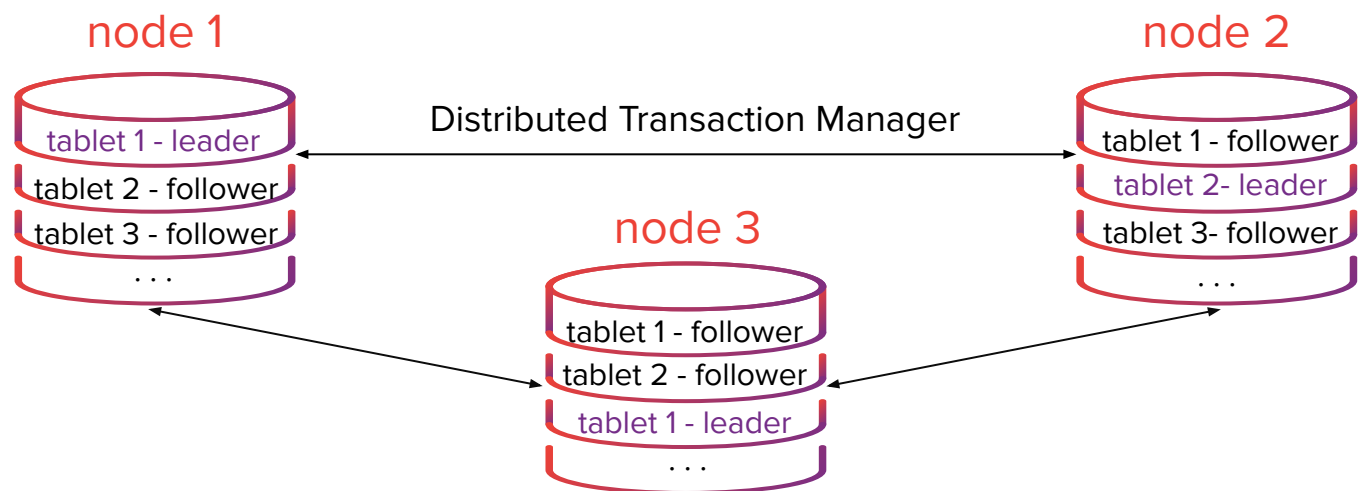 node 1
tablet 1 - leader
tablet 2 - follower
tablet 3 - follower
. . .
Distributed Transaction Manager
node 2
tablet 1 - follower
tablet 2- leader
tablet 3- follower
. . .
node 3
tablet 1 - follower
tablet 2 - follower
tablet 1 - leader
. . .